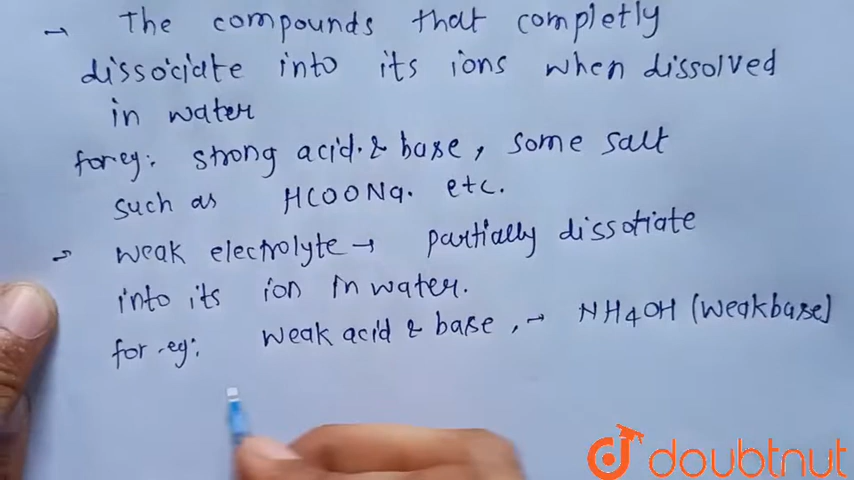 → The compounds that completly
dissociate into its ions when dissolved
in water
for eg: strong acid & base, some salt
such as HCOONa. etc.
→ weak electrolyte → partially dissotiate
into its ion in water.
for eg: weak acid & base, → NH4OH (weak base)
doubtnut